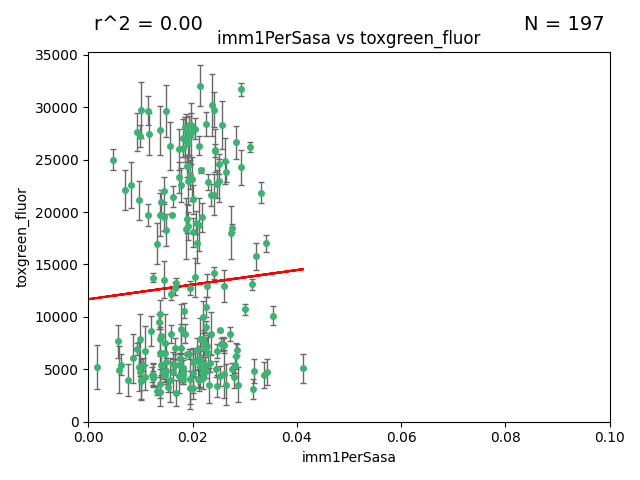 r^2 = 0.00
N = 197
imm1PerSasa vs toxgreen_fluor
35000
30000
25000
20000
15000
10000
5000
0
toxgreen_fluor
0.00
0.02
0.04
0.06
0.08
0.10
imm1PerSasa